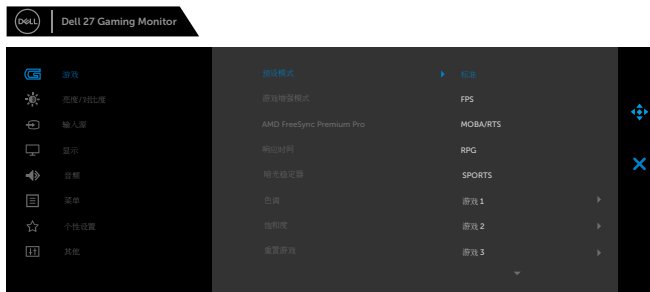 DELL Dell 27 Gaming Monitor
游戏 预设模式 标准
亮度/对比度 游戏增强模式 FPS
输入源 AMD FreeSync Premium Pro MOBA/RTS
显示 响应时间 RPG
音频 暗光稳定器 SPORTS
菜单 色调 游戏 1
个性设置 饱和度 游戏 2
其他 重置游戏 游戏 3